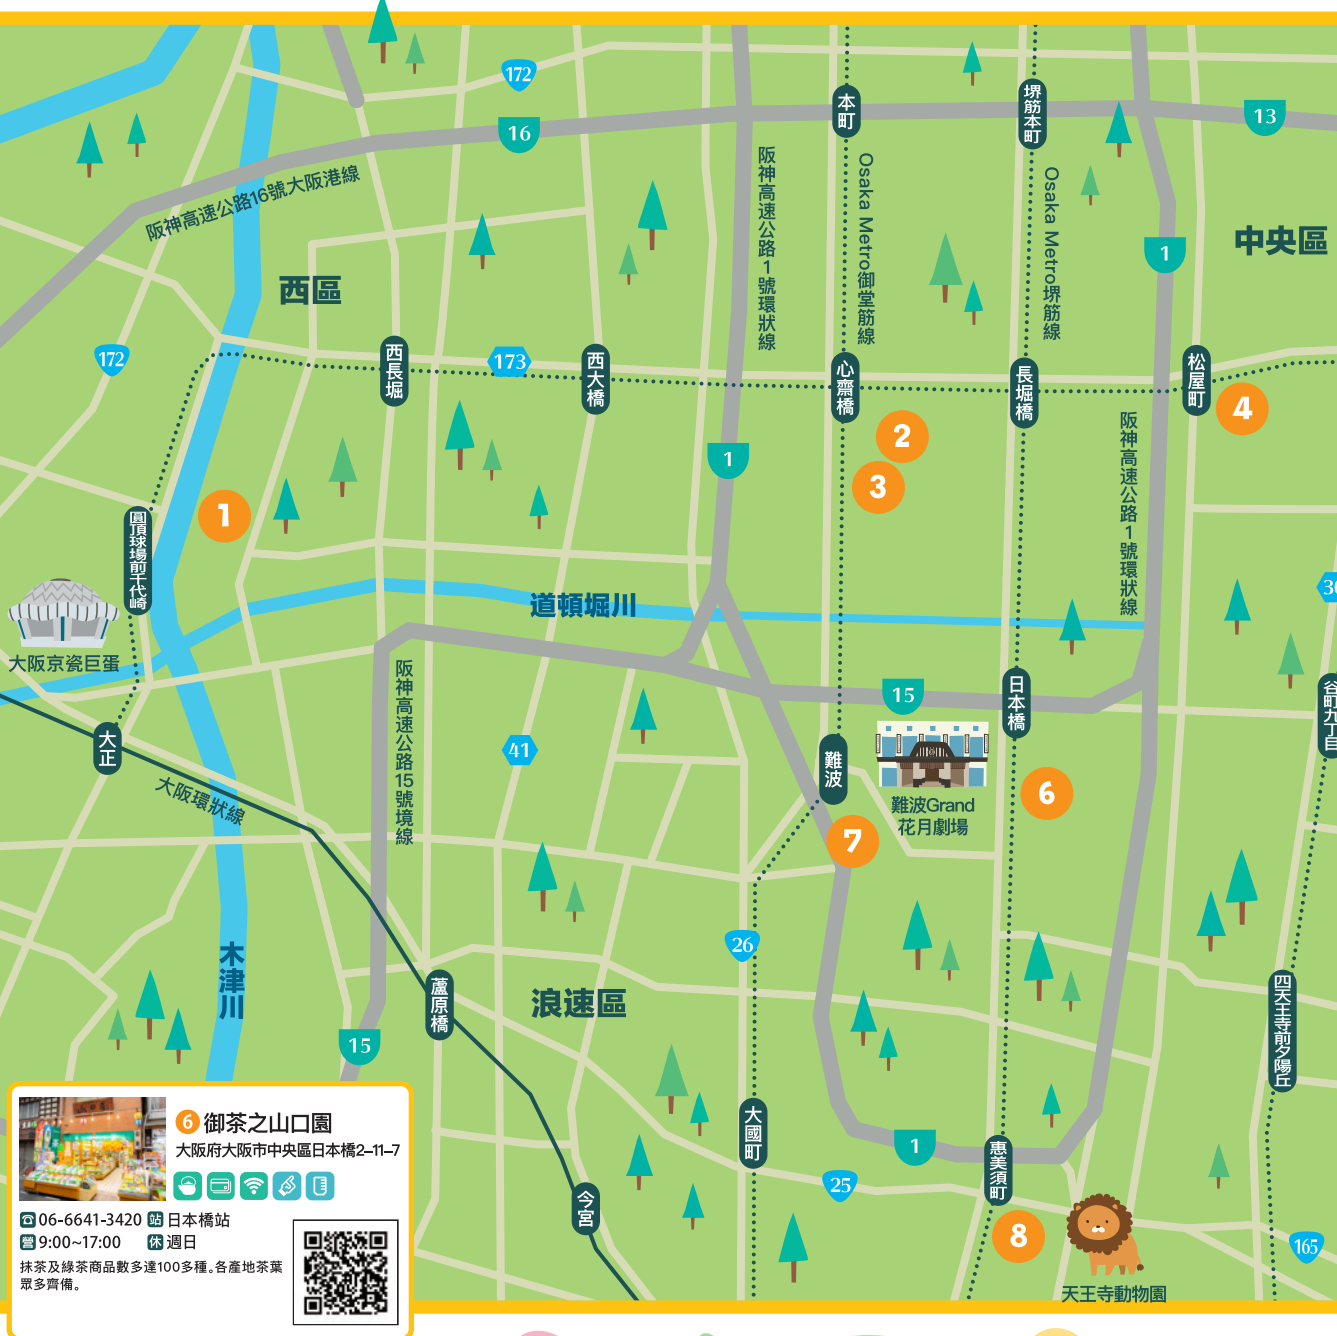 172
16
本町
堺筋本町
13
阪神高速公路16號大阪港線
阪神高速公路1號環狀線
Osaka Metro御堂筋線
Osaka Metro堺筋線
1
中央區
西區
172
西長堀
173
西大橋
心齋橋
長堀橋
松屋町
4
2
3
1
阪神高速公路1號環狀線
1
圓頂球場前千代崎
大阪京瓷巨蛋
道頓堀川
阪神高速公路15號境線
15
日本橋
谷町九丁目
大正
41
難波
大阪環狀線
難波Grand
花月劇場
6
7
26
木津川
蘆原橋
浪速區
四天王寺前夕陽丘
15
大國町
1
惠美須町
25
今宮
8
165
天王寺動物園
6 御茶之山口園
大阪府大阪市中央區日本橋2–11–7
06-6641-3420 站 日本橋站
營 9:00~17:00 休 週日
抹茶及綠茶商品數多達100多種。各產地茶葉
眾多齊備。